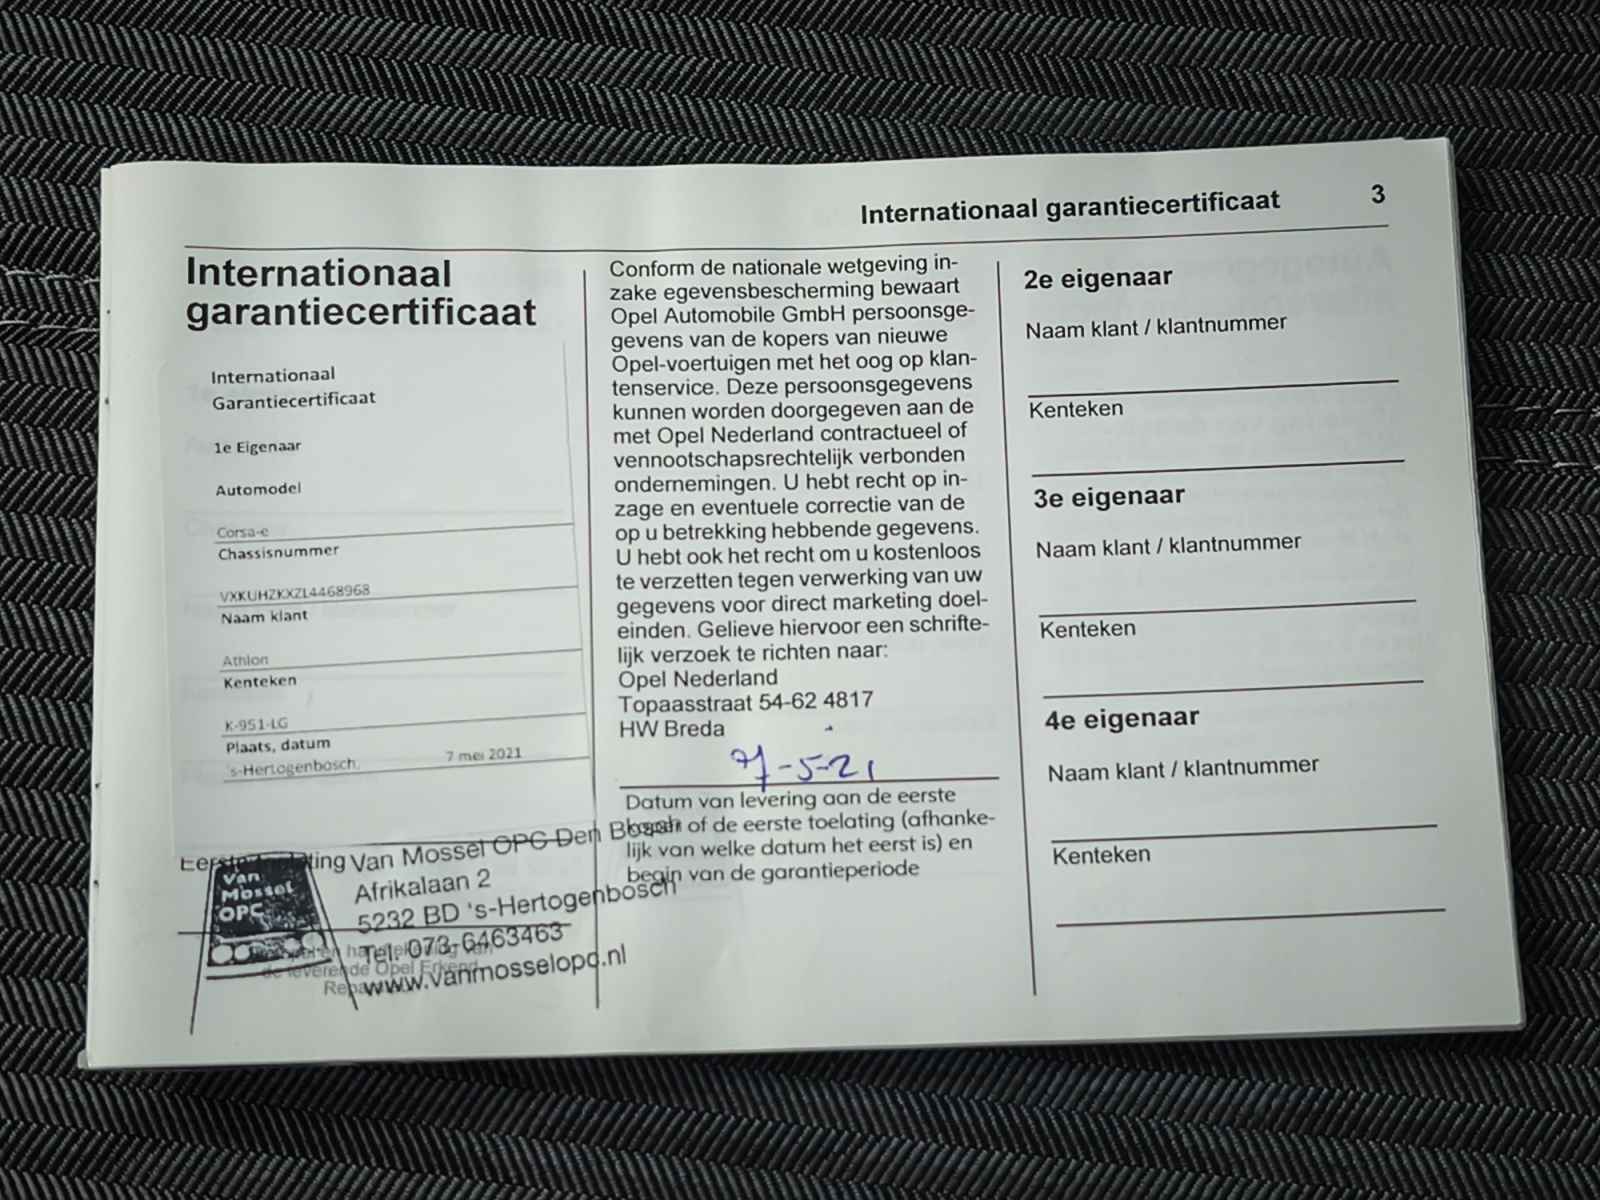 Internationaal garantiecertificaat 3
Internationaal
garantiecertificaat
Internationaal
Garantiecertificaat
1e Eigenaar
Automodel
Corsa-e
Chassisnummer
VXKUHZKXZL4468968
Naam klant
Athlon
Kenteken
K-951-LG
Plaats, datum
's-Hertogenbosch, 7 mei 2021
Van Mossel OPC Den Bosch
Afrikalaan 2
5232 BD 's-Hertogenbosch
Tel. 073-6463463
www.vanmosselopc.nl
Van
Mossel
OPC
de leverende Opel Erkend
Conform de nationale wetgeving in-
zake egevensbescherming bewaart
Opel Automobile GmbH persoonsge-
gevens van de kopers van nieuwe
Opel-voertuigen met het oog op klan-
tenservice. Deze persoonsgegevens
kunnen worden doorgegeven aan de
met Opel Nederland contractueel of
vennootschapsrechtelijk verbonden
ondernemingen. U hebt recht op in-
zage en eventuele correctie van de
op u betrekking hebbende gegevens.
U hebt ook het recht om u kostenloos
te verzetten tegen verwerking van uw
gegevens voor direct marketing doel-
einden. Gelieve hiervoor een schrifte-
lijk verzoek te richten naar:
Opel Nederland
Topaasstraat 54-62 4817
HW Breda
7-5-21
Datum van levering aan de eerste
koper of de eerste toelating (afhanke-
lijk van welke datum het eerst is) en
begin van de garantieperiode
2e eigenaar
Naam klant / klantnummer
Kenteken
3e eigenaar
Naam klant / klantnummer
Kenteken
4e eigenaar
Naam klant / klantnummer
Kenteken